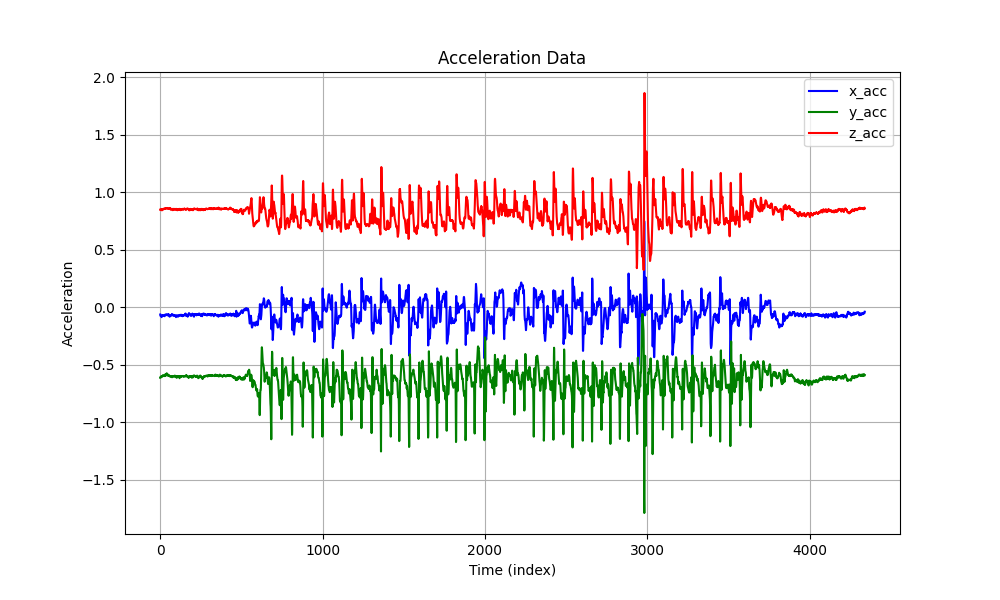 Acceleration Data
2.0
1.5
1.0
0.5
0.0
−0.5
−1.0
−1.5
Acceleration
x_acc
y_acc
z_acc
0
1000
2000
3000
4000
Time (index)